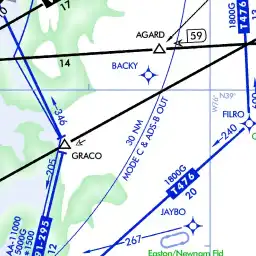 1800G
T476
AGARD
59
14
17
BACKY
W76°
N39°
FILRO
240
346
30 NM
MODE C & ADS-B OUT
GRACO
205
1800G
T476
20
JAYBO
267
AA-11000
5000G
*1500
12
Easton/Newnam Fld